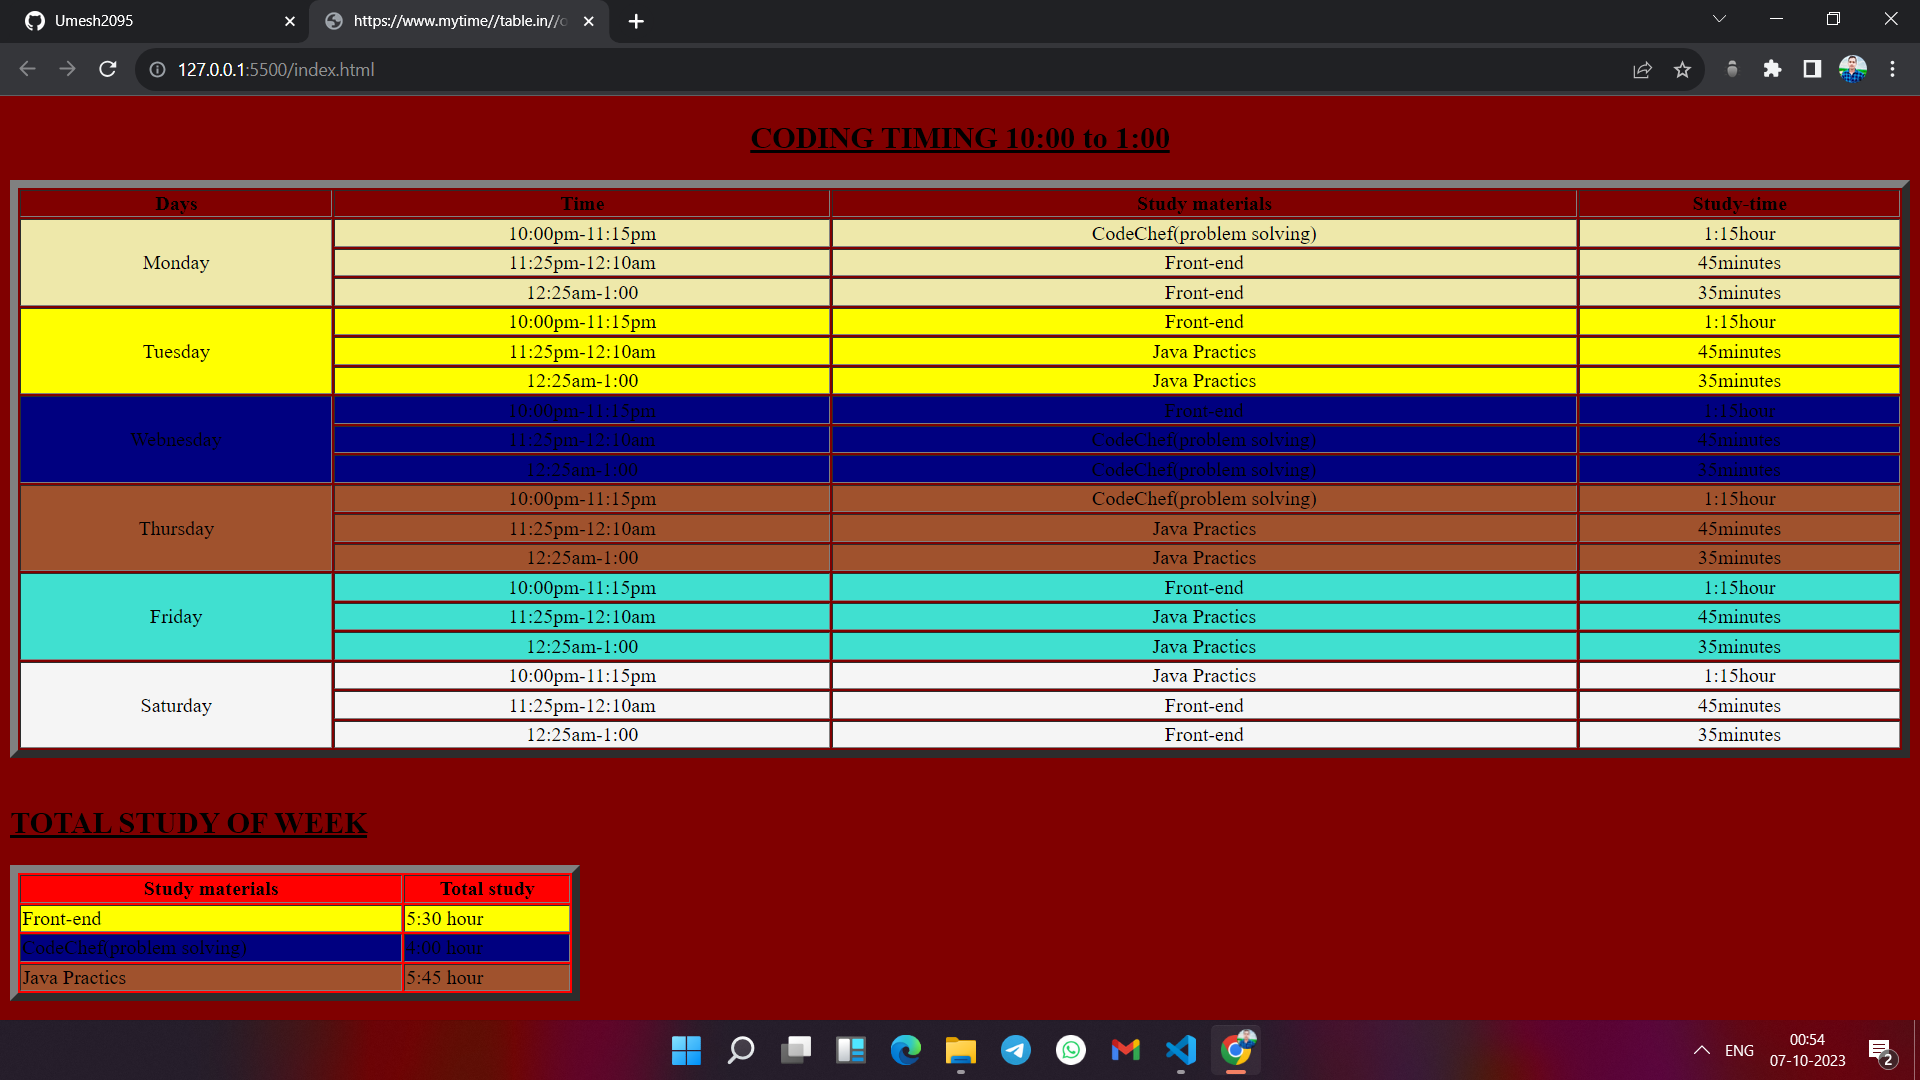 Umesh2095
https://www.mytime//table.in//o
127.0.0.1:5500/index.html
CODING TIMING 10:00 to 1:00
Days Time Study materials Study-time
Monday
10:00pm-11:15pm CodeChef(problem solving) 1:15hour
11:25pm-12:10am Front-end 45minutes
12:25am-1:00 Front-end 35minutes
Tuesday
10:00pm-11:15pm Front-end 1:15hour
11:25pm-12:10am Java Practics 45minutes
12:25am-1:00 Java Practics 35minutes
Webnesday
10:00pm-11:15pm Front-end 1:15hour
11:25pm-12:10am CodeChef(problem solving) 45minutes
12:25am-1:00 CodeChef(problem solving) 35minutes
Thursday
10:00pm-11:15pm CodeChef(problem solving) 1:15hour
11:25pm-12:10am Java Practics 45minutes
12:25am-1:00 Java Practics 35minutes
Friday
10:00pm-11:15pm Front-end 1:15hour
11:25pm-12:10am Java Practics 45minutes
12:25am-1:00 Java Practics 35minutes
Saturday
10:00pm-11:15pm Java Practics 1:15hour
11:25pm-12:10am Front-end 45minutes
12:25am-1:00 Front-end 35minutes
TOTAL STUDY OF WEEK
Study materials Total study
Front-end 5:30 hour
CodeChef(problem solving) 4:00 hour
Java Practics 5:45 hour
ENG
00:54
07-10-2023
2